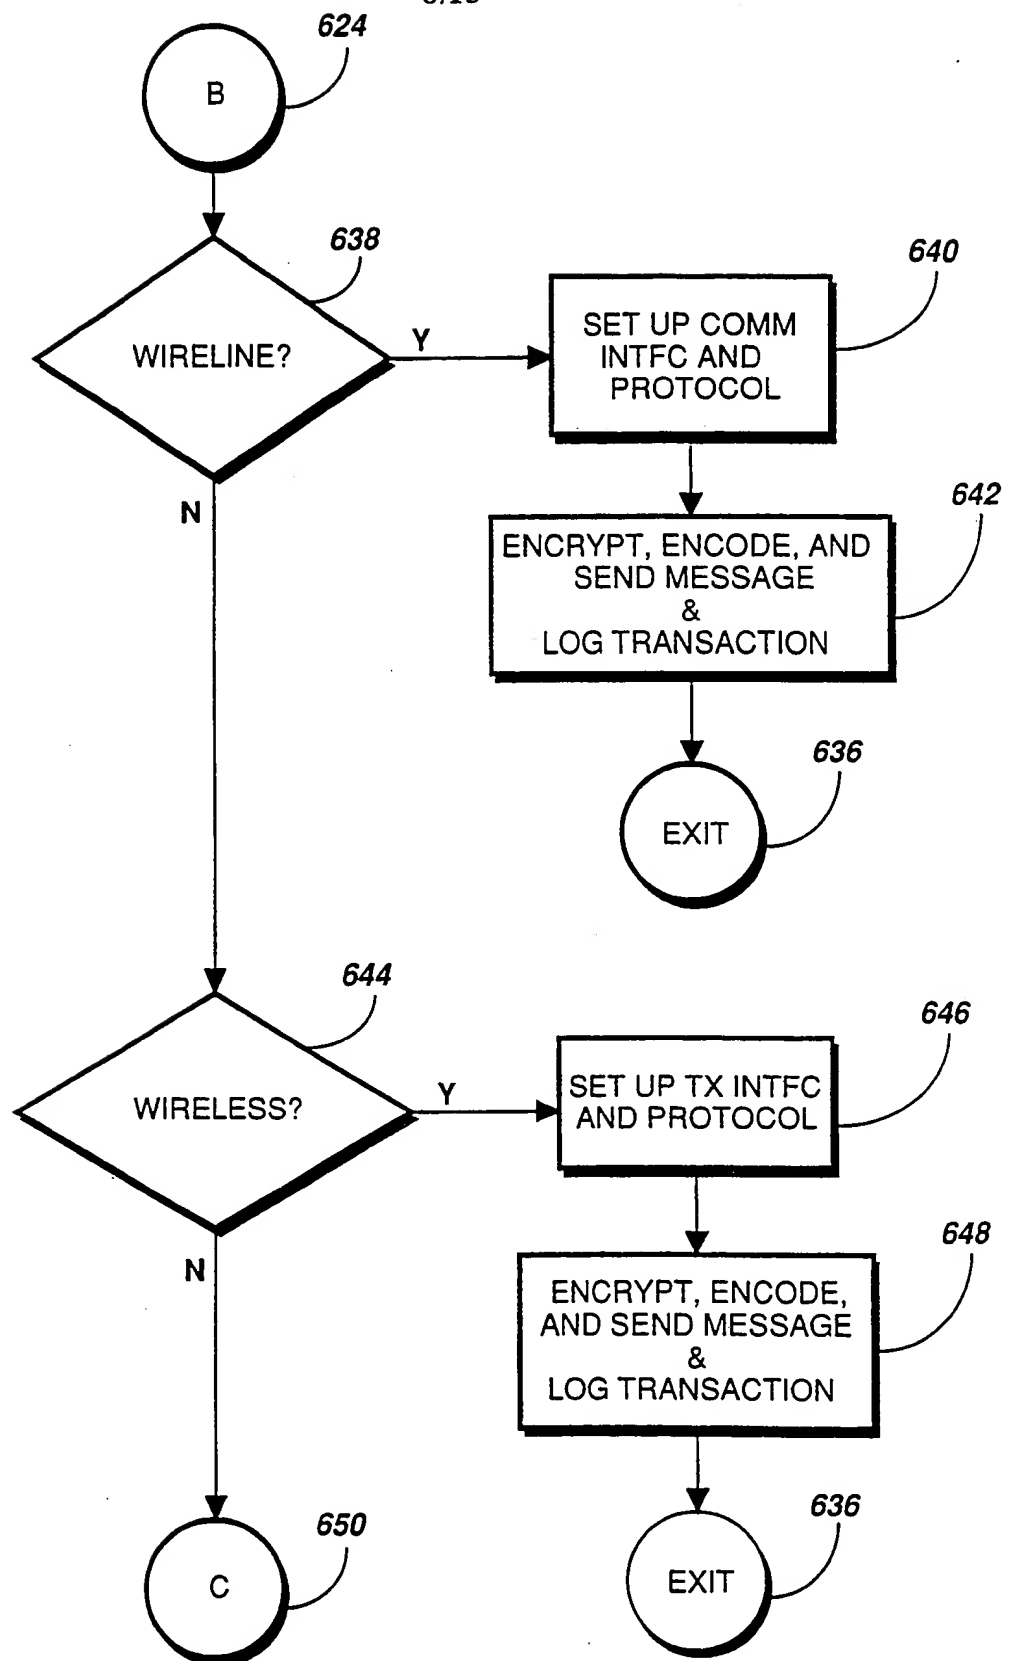 624
B
638
WIRELINE?
Y
640
SET UP COMM
INTFC AND
PROTOCOL
N
642
ENCRYPT, ENCODE, AND
SEND MESSAGE
&
LOG TRANSACTION
636
EXIT
644
WIRELESS?
Y
646
SET UP TX INTFC
AND PROTOCOL
N
648
ENCRYPT, ENCODE,
AND SEND MESSAGE
&
LOG TRANSACTION
650
C
636
EXIT